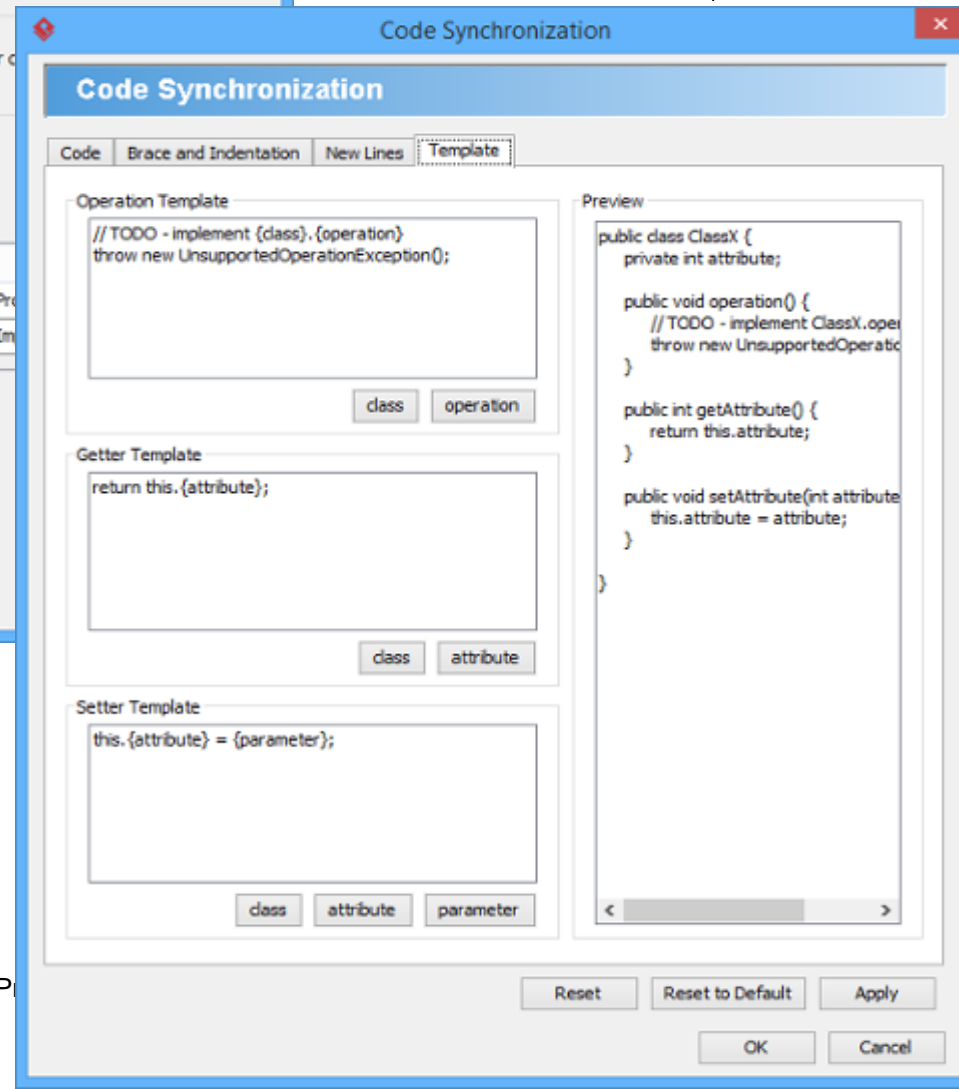 Code Synchronization
Code Synchronization
Code
Brace and Indentation
New Lines
Template
Operation Template
// TODO - implement {class}.{operation}
throw new UnsupportedOperationException();
class
operation
Getter Template
return this.{attribute};
class
attribute
Setter Template
this.{attribute} = {parameter};
class
attribute
parameter
Preview
public class ClassX {
private int attribute;
public void operation() {
// TODO - implement ClassX.oper
throw new UnsupportedOperatic
}
public int getAttribute() {
return this.attribute;
}
public void setAttribute(int attribute
this.attribute = attribute;
}
}
Reset
Reset to Default
Apply
OK
Cancel